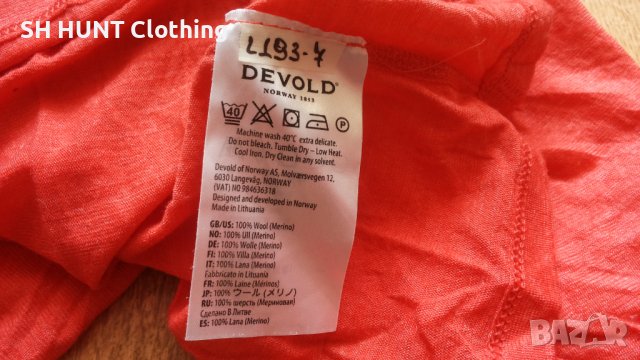 SH HUNT Clothing
L193-7
DEVOLD®
NORWAY 1853
40
P
Machine wash 40°C extra delicate.
Do not bleach. Tumble Dry – Low Heat.
Cool Iron. Dry Clean in any solvent.
Devold of Norway AS, Molværsvegen 12,
6030 Langevåg, NORWAY
(VAT) NO 984636318
Designed and developed in Norway
Made in Lithuania
GB/US: 100% Wool (Merino)
NO: 100% Ull (Merino)
DE: 100% Wolle (Merino)
FI: 100% Villa (Merino)
IT: 100% Lana (Merino)
Fabbricato in Lituania
FR: 100% Laine (Merinos)
JP: 100% ウール (メリノ)
RU: 100% шерсть (Мериновая)
Сделано В Литве
ES: 100% Lana (Merino)
BAZAR